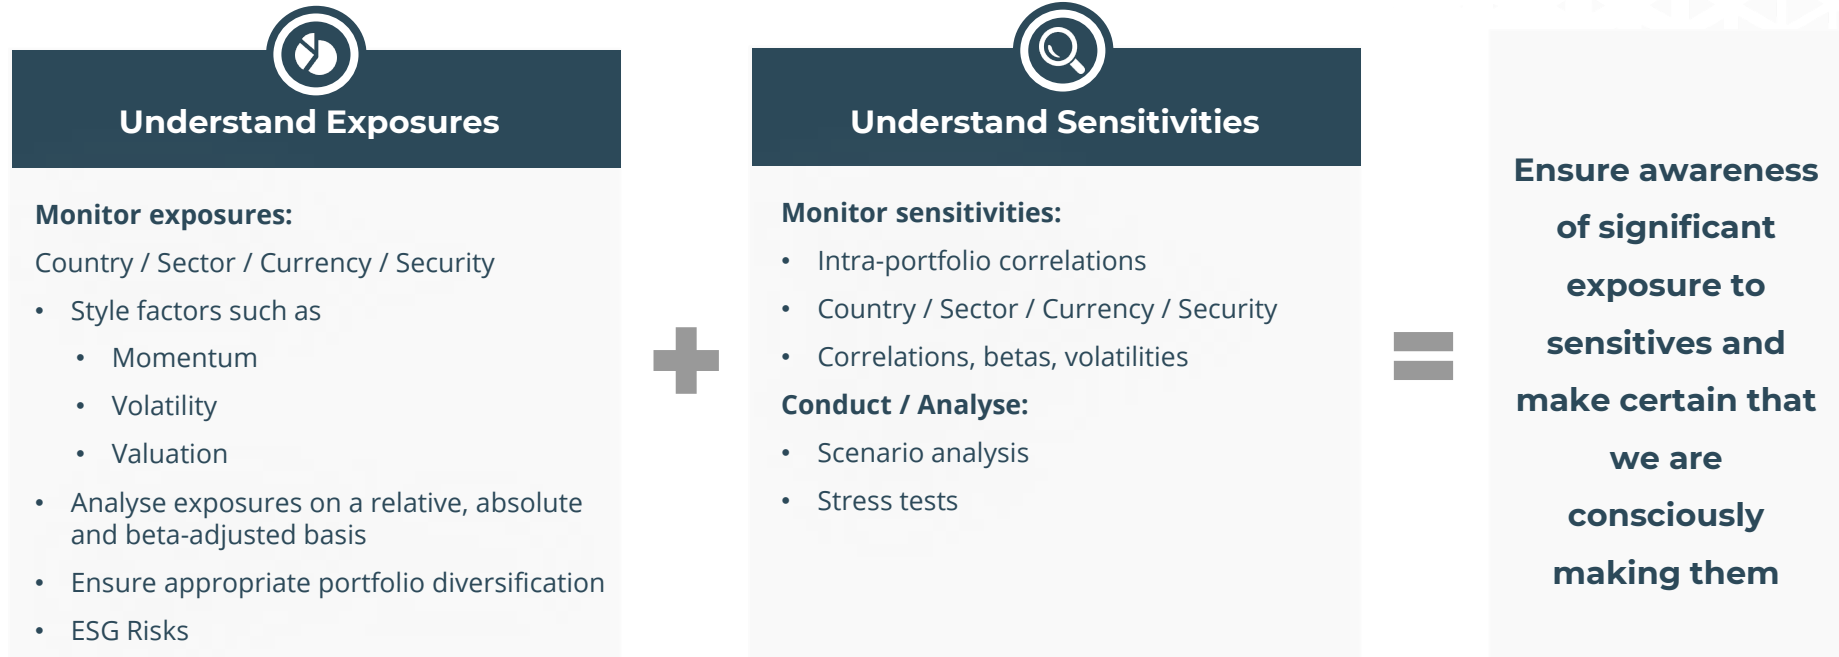 Understand Exposures
Monitor exposures:
Country / Sector / Currency / Security
• Style factors such as
• Momentum
• Volatility
• Valuation
• Analyse exposures on a relative, absolute
and beta-adjusted basis
• Ensure appropriate portfolio diversification
• ESG Risks
Understand Sensitivities
Monitor sensitivities:
• Intra-portfolio correlations
• Country / Sector / Currency / Security
• Correlations, betas, volatilities
Conduct / Analyse:
• Scenario analysis
• Stress tests
Ensure awareness
of significant
exposure to
sensitives and
make certain that
we are
consciously
making them